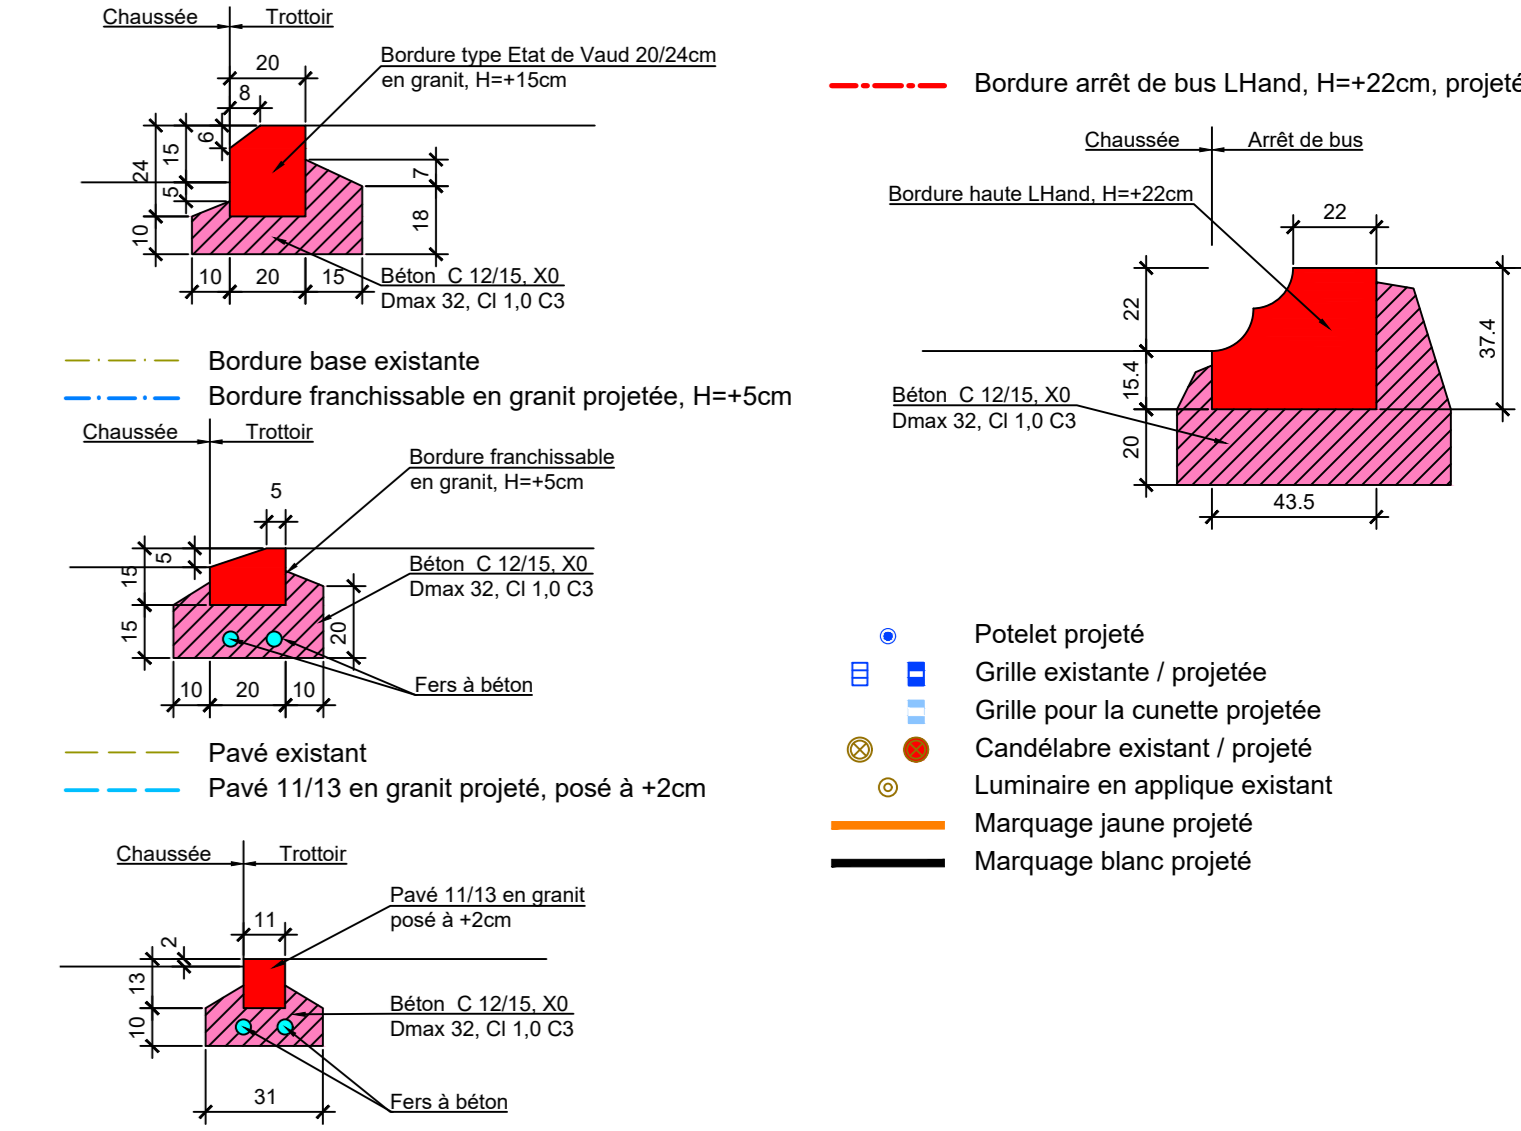 Chaussée Trottoir
Bordure type Etat de Vaud 20/24cm
en granit, H=+15cm
20
8
6
15
24
5
10
7
18
10 20 15
Béton C 12/15, X0
Dmax 32, Cl 1,0 C3
Bordure base existante
Bordure franchissable en granit projetée, H=+5cm
Chaussée Trottoir
Bordure franchissable
en granit, H=+5cm
5
5
15
15
20
Béton C 12/15, X0
Dmax 32, Cl 1,0 C3
10 20 10
Fers à béton
Pavé existant
Pavé 11/13 en granit projeté, posé à +2cm
Chaussée Trottoir
Pavé 11/13 en granit
posé à +2cm
11
2
13
10
Béton C 12/15, X0
Dmax 32, Cl 1,0 C3
31
Fers à béton
Bordure arrêt de bus LHand, H=+22cm, projeté
Chaussée Arrêt de bus
Bordure haute LHand, H=+22cm
22
22
15.4
20
37.4
Béton C 12/15, X0
Dmax 32, Cl 1,0 C3
43.5
Potelet projeté
Grille existante / projetée
Grille pour la cunette projetée
Candélabre existant / projeté
Luminaire en applique existant
Marquage jaune projeté
Marquage blanc projeté